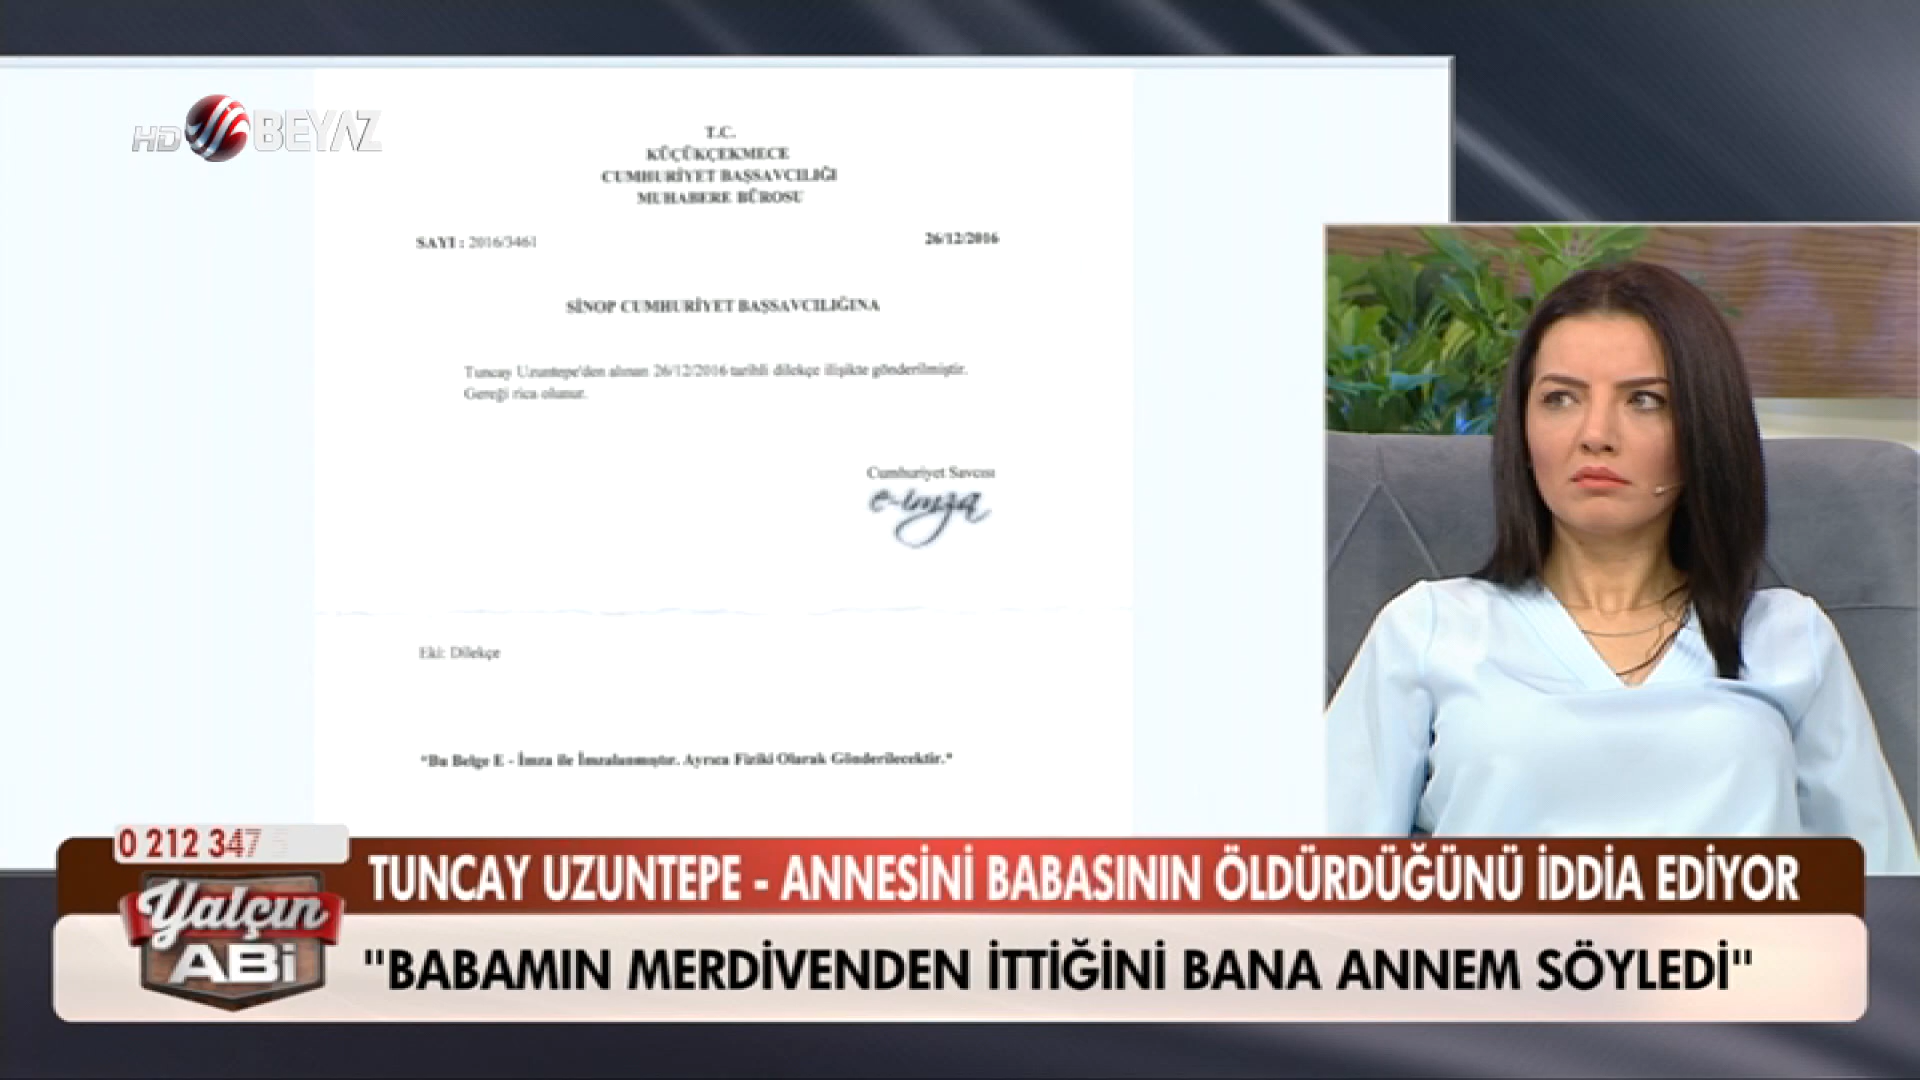 HD BEYAZ
T.C.
KÜÇÜKÇEKMECE
CUMHURİYET BAŞSAVCILIĞI
MUHABERE BÜROSU
SAYI : 2016/3461
26/12/2016
SİNOP CUMHURİYET BAŞSAVCILIĞINA
Tuncay Uzuntepe'den alınan 26/12/2016 tarihli dilekçe ilişikte gönderilmiştir.
Gereği rica olunur.
Cumhuriyet Savcısı
e-imza
Eki: Dilekçe
"Bu Belge E - İmza ile İmzalanmıştır. Ayrıca Fiziki Olarak Gönderilecektir."
0 212 347
TUNCAY UZUNTEPE - ANNESİNİ BABASININ ÖLDÜRDÜĞÜNÜ İDDİA EDİYOR
Yalçın
ABi
"BABAMIN MERDİVENDEN İTTİĞİNİ BANA ANNEM SÖYLEDİ"